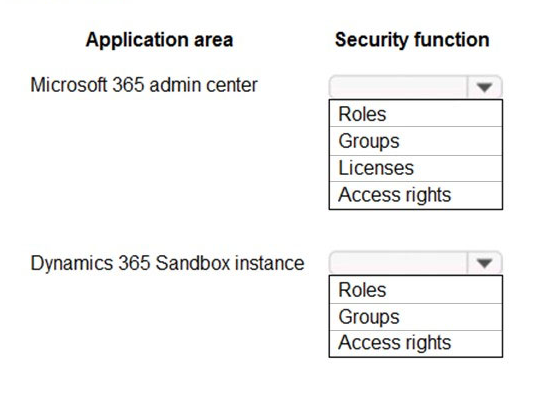 Application area Security function
Microsoft 365 admin center
Roles
Groups
Licenses
Access rights
Dynamics 365 Sandbox instance
Roles
Groups
Access rights